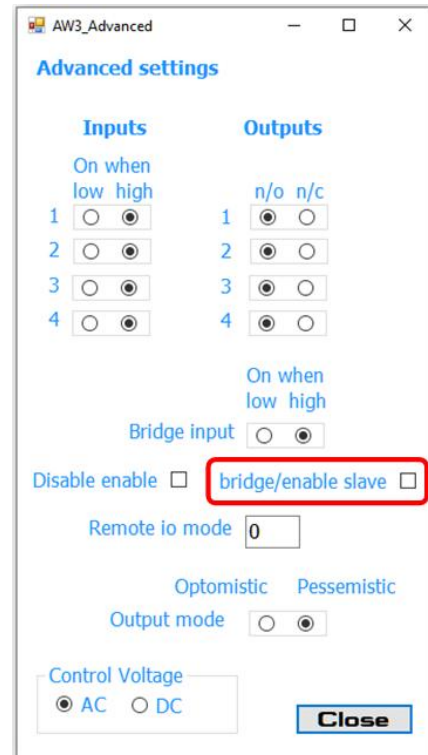 AW3_Advanced
Advanced settings
Inputs Outputs
On when
low high n/o n/c
1 1
2 2
3 3
4 4
On when
low high
Bridge input
Disable enable bridge/enable slave
Remote io mode 0
Optomistic Pessemistic
Output mode
Control Voltage
AC DC
Close